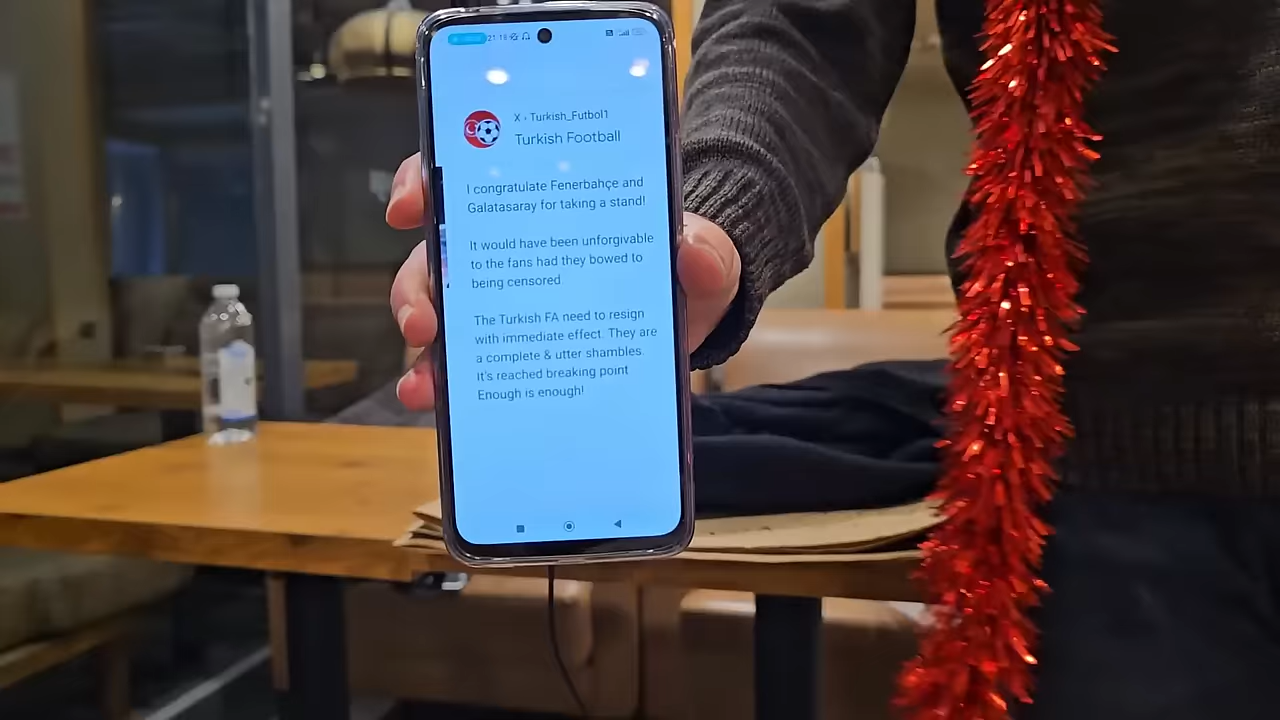 21:18
X › Turkish_Futbol1
Turkish Football
I congratulate Fenerbahçe and
Galatasaray for taking a stand!
It would have been unforgivable
to the fans had they bowed to
being censored
The Turkish FA need to resign
with immediate effect. They are
a complete & utter shambles.
It's reached breaking point
Enough is enough!